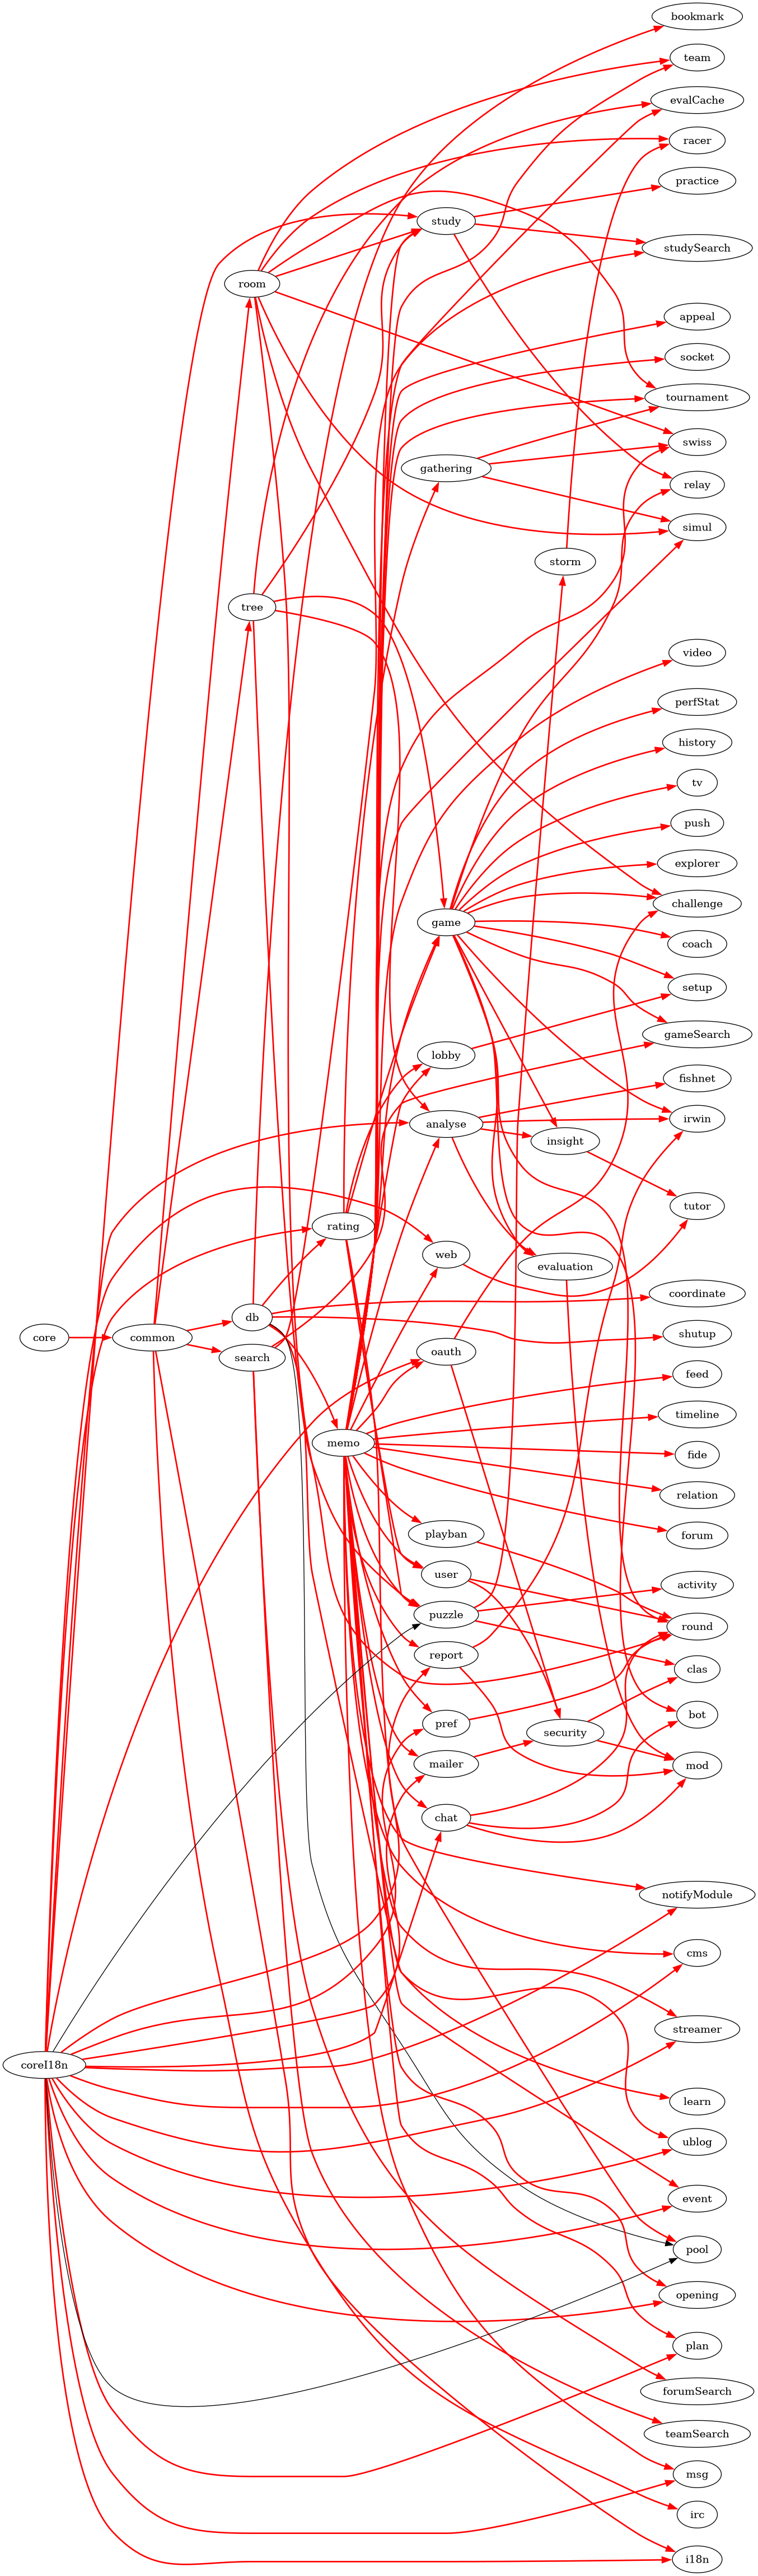 bookmark
team
evalCache
racer
practice
study
studySearch
room
appeal
socket
tournament
swiss
gathering
relay
simul
storm
tree
video
perfStat
history
tv
push
explorer
challenge
game
coach
setup
gameSearch
lobby
fishnet
irwin
analyse
insight
tutor
rating
web
evaluation
coordinate
db
shutup
core
common
oauth
search
feed
timeline
memo
fide
relation
playban
forum
user
activity
puzzle
round
report
clas
bot
pref
security
mailer
mod
chat
notifyModule
cms
streamer
coreI18n
learn
ublog
event
pool
opening
plan
forumSearch
teamSearch
msg
irc
i18n